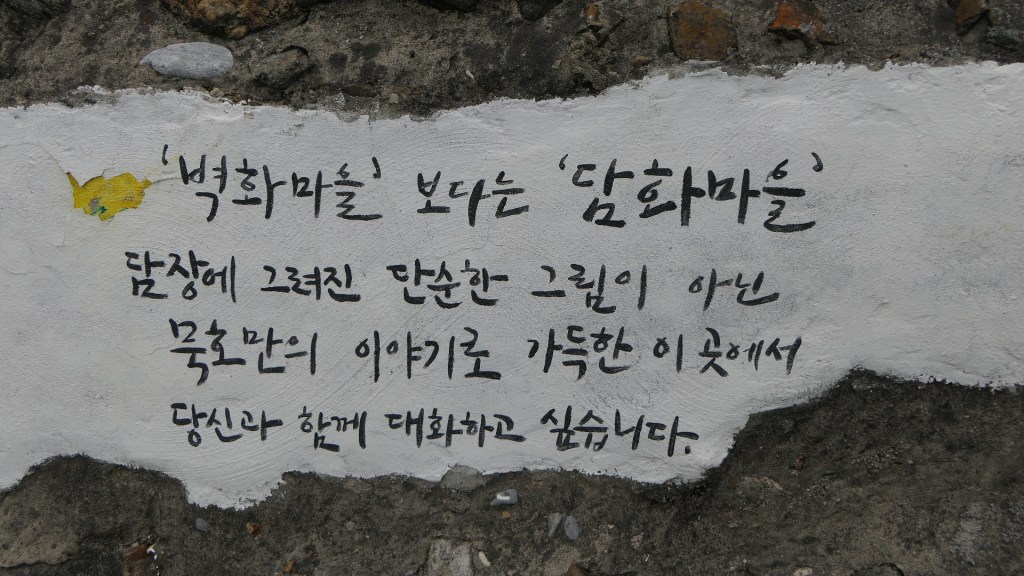 '벽화마을' 보다는 '담화마을'
담장에 그려진 단순한 그림이 아닌
묵호만의 이야기로 가득한 이 곳에서
당신과 함께 대화하고 싶습니다.